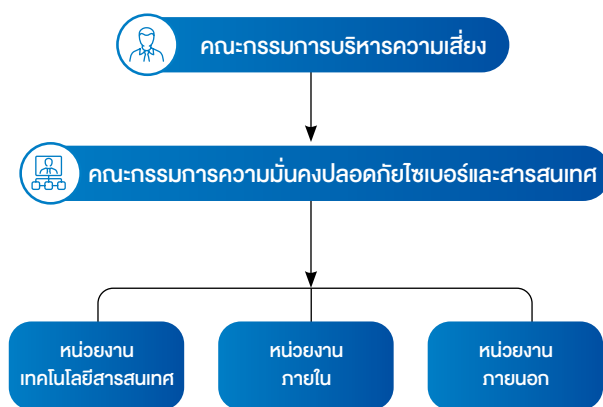 คณะกรรมการบริหารความเสี่ยง
คณะกรรมการความมั่นคงปลอดภัยไซเบอร์และสารสนเทศ
หน่วยงาน
เทคโนโลยีสารสนเทศ
หน่วยงาน
ภายใน
หน่วยงาน
ภายนอก